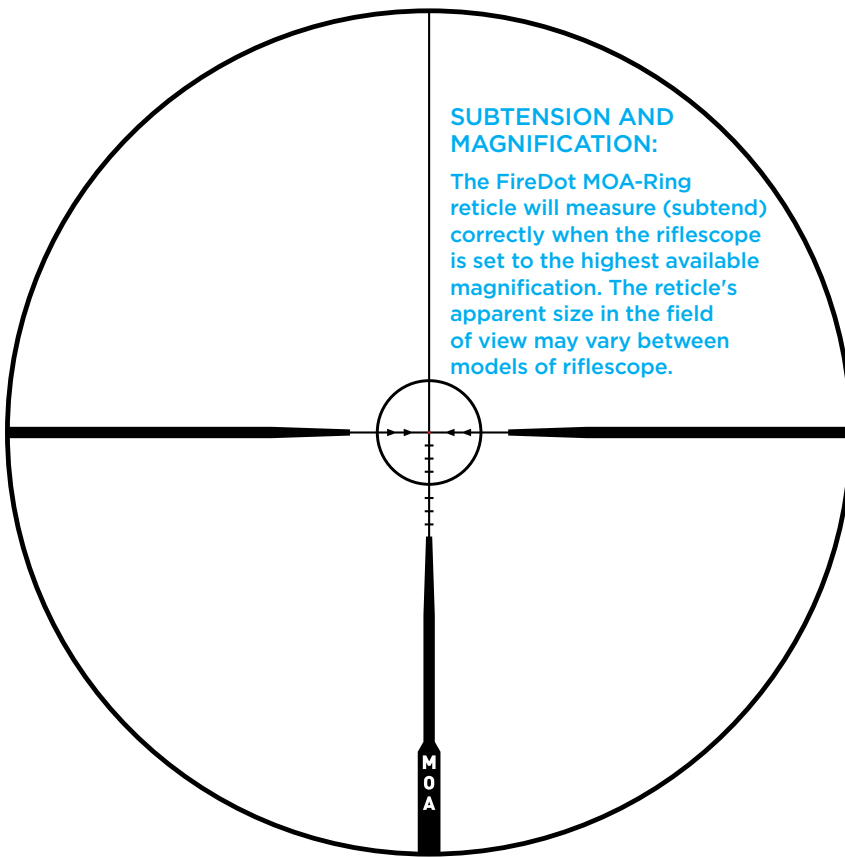 SUBTENSION AND
MAGNIFICATION:
The FireDot MOA-Ring
reticle will measure (subtend)
correctly when the riflescope
is set to the highest available
magnification. The reticle's
apparent size in the field
of view may vary between
models of riflescope.
M
O
A